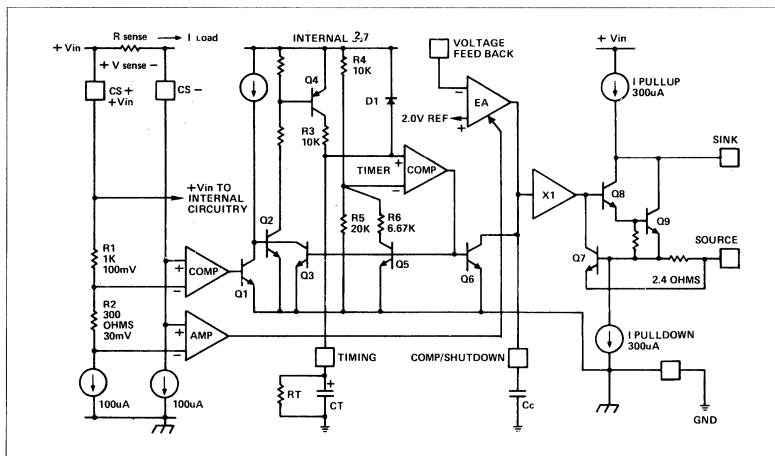 R sense → I Load
+ Vin
+ V sense -
CS +
+Vin
CS -
INTERNAL 2.7
Q4
R3
10K
R4
10K
D1
VOLTAGE
FEED BACK
-
EA
2.0V REF
+
+ Vin
I PULLUP
300uA
SINK
+
TIMER
COMP
-
X1
Q8
Q9
+Vin TO
INTERNAL
CIRCUITRY
Q2
R5
20K
R6
6.67K
SOURCE
R1
1K
100mV
+
COMP
-
Q1
Q3
Q5
Q6
Q7
2.4 OHMS
R2
300
OHMS
30mV
+
AMP
-
TIMING
COMP/SHUTDOWN
I PULLDOWN
300uA
100uA
100uA
RT
+
CT
Cc
GND